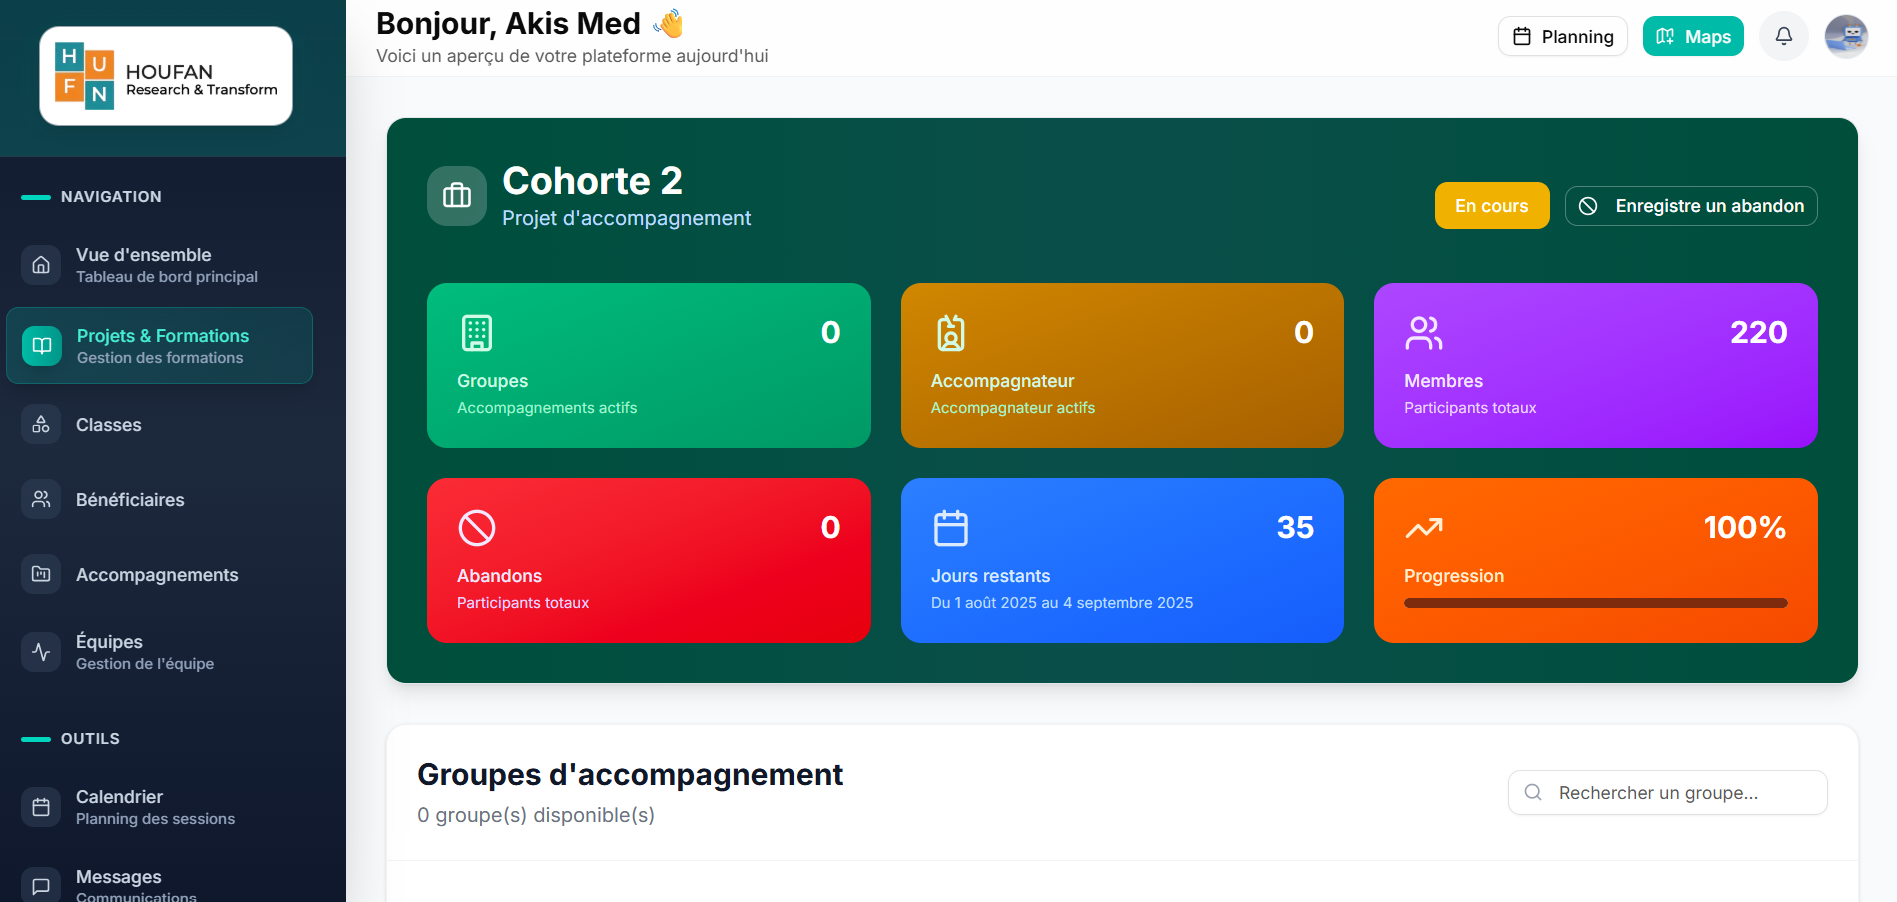 H U
F N
HOUFAN
Research & Transform
NAVIGATION
Vue d'ensemble
Tableau de bord principal
Projets & Formations
Gestion des formations
Classes
Bénéficiaires
Accompagnements
Équipes
Gestion de l'équipe
OUTILS
Calendrier
Planning des sessions
Messages
Communications
Bonjour, Akis Med 👋
Voici un aperçu de votre plateforme aujourd'hui
Planning
Maps
Cohorte 2
Projet d'accompagnement
En cours
Enregistre un abandon
0
Groupes
Accompagnements actifs
0
Accompagnateur
Accompagnateur actifs
220
Membres
Participants totaux
0
Abandons
Participants totaux
35
Jours restants
Du 1 août 2025 au 4 septembre 2025
100%
Progression
Groupes d'accompagnement
0 groupe(s) disponible(s)
Rechercher un groupe...